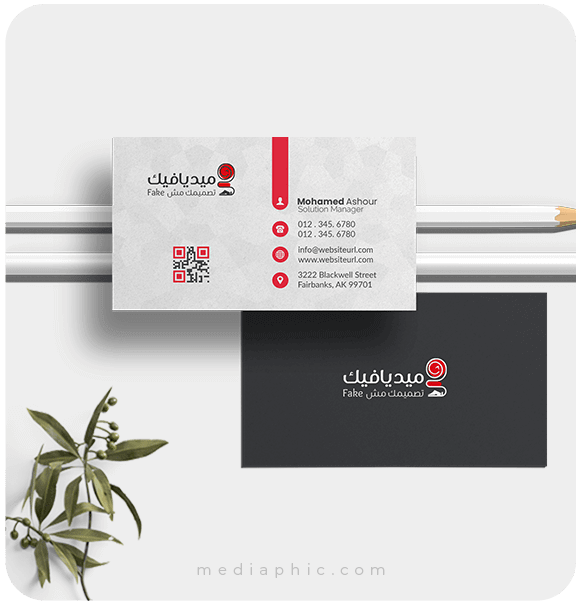 ميديافيك
تصميمك مش Fake
Mohamed Ashour
Solution Manager
012 . 345. 6780
012 . 345. 6780
info@websiteurl.com
www.websiteurl.com
3222 Blackwell Street
Fairbanks, AK 99701
ميديافيك
تصميمك مش Fake
mediaphic.com